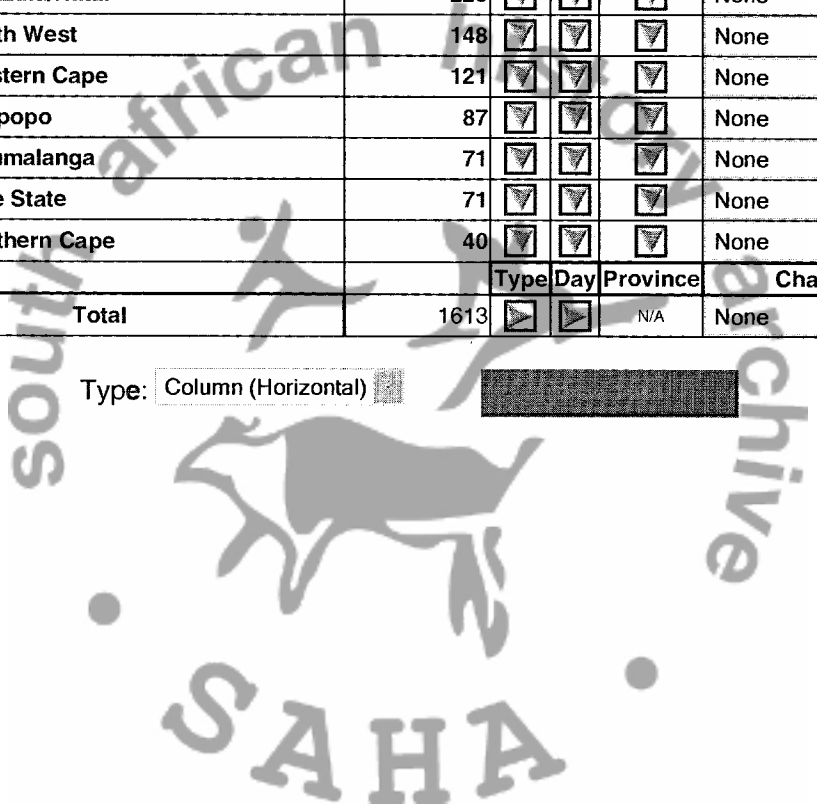 th West 148 None
stern Cape 121 None
popo 87 None
umalanga 71 None
e State 71 None
thern Cape 40 None
Type Day Province Cha
Total 1613 N/A None
Type: Column (Horizontal)
south african history archive
SAHA